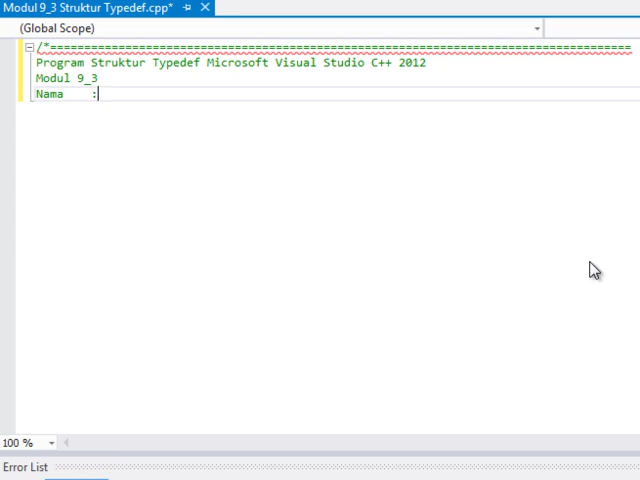 Modul 9_3 Struktur Typedef.cpp*
(Global Scope)
/*=====================================================================================
Program Struktur Typedef Microsoft Visual Studio C++ 2012
Modul 9_3
Nama    :
100 %
Error List